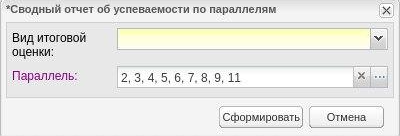 *Сводный отчет об успеваемости по параллелям
Вид итоговой
оценки:
Параллель: 2, 3, 4, 5, 6, 7, 8, 9, 11
Сформировать Отмена